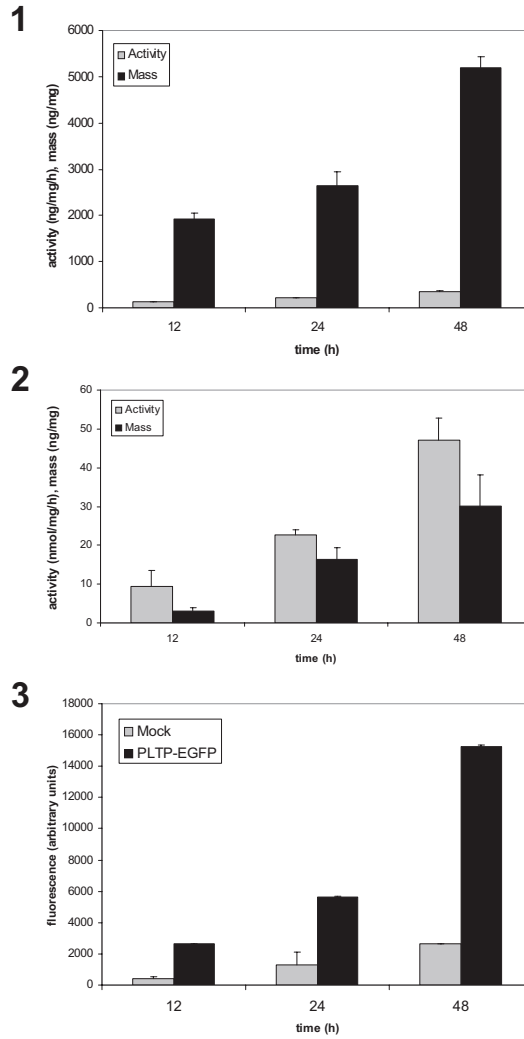 1
activity (ng/mg/h), mass (ng/mg)
6000
5000
4000
3000
2000
1000
0
Activity
Mass
12 24 48
time (h)
2
activity (nmol/mg/h), mass (ng/mg)
60
50
40
30
20
10
0
Activity
Mass
12 24 48
time (h)
3
fluorescence (arbitrary units)
18000
16000
14000
12000
10000
8000
6000
4000
2000
0
Mock
PLTP-EGFP
12 24 48
time (h)